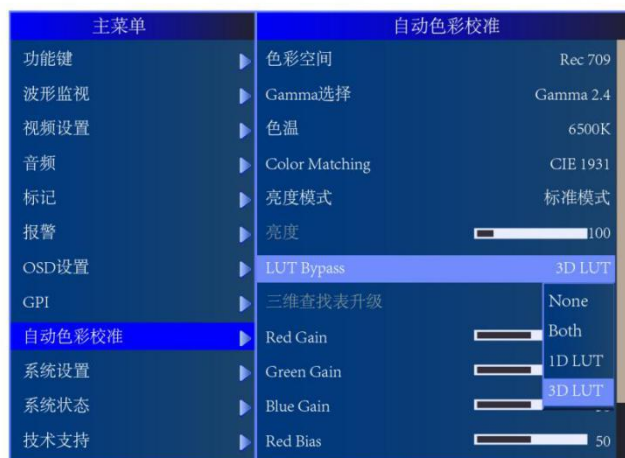 主菜单
功能键
波形监视
视频设置
音频
标记
报警
OSD设置
GPI
自动色彩校准
系统设置
系统状态
技术支持
自动色彩校准
色彩空间 Rec 709
Gamma选择 Gamma 2.4
色温 6500K
Color Matching CIE 1931
亮度模式 标准模式
亮度 100
LUT Bypass 3D LUT
三维查找表升级
Red Gain
Green Gain
Blue Gain
Red Bias 50
None
Both
1D LUT
3D LUT